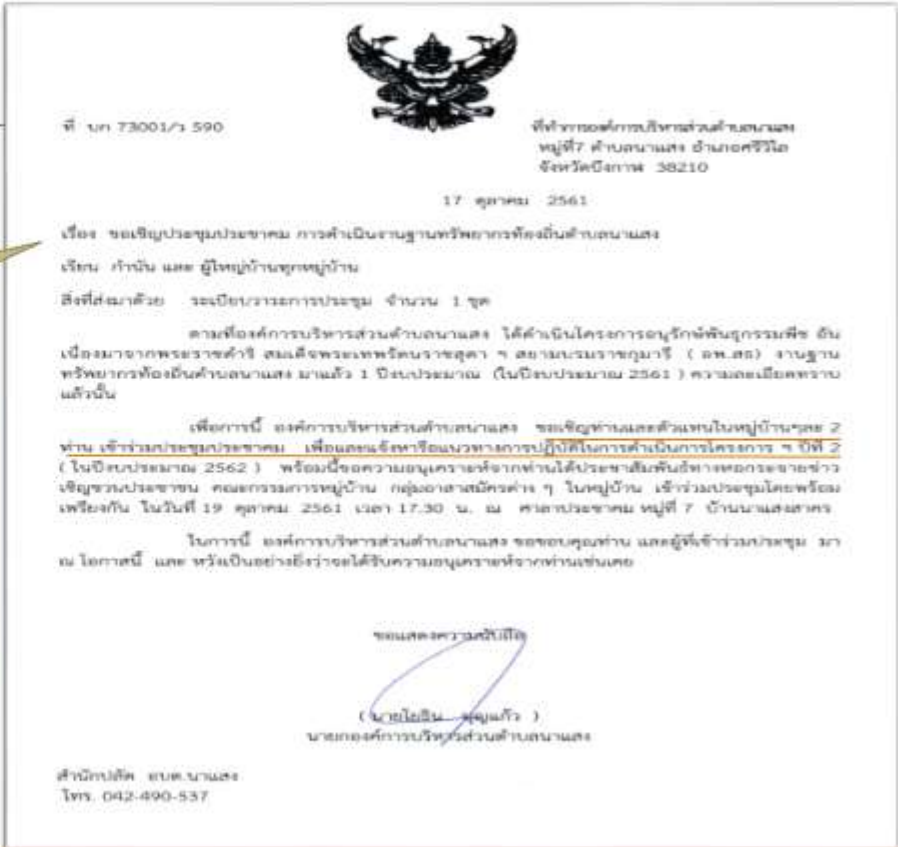 ที่ บก 73001/ว 590
ที่ทำการองค์การบริหารส่วนตำบลนาแสง
หมู่ที่7 ตำบลนาแสง อำเภอศรีวิไล
จังหวัดบึงกาฬ 38210
17 ตุลาคม 2561
เรื่อง ขอเชิญประชุมประชาคม การดำเนินงานฐานทรัพยากรท้องถิ่นตำบลนาแสง
เรียน กำนัน และ ผู้ใหญ่บ้านทุกหมู่บ้าน
สิ่งที่ส่งมาด้วย ระเบียบวาระการประชุม จำนวน 1 ชุด
ตามที่องค์การบริหารส่วนตำบลนาแสง ได้ดำเนินโครงการอนุรักษ์พันธุกรรมพืช อัน
เนื่องมาจากพระราชดำริ สมเด็จพระเทพรัตนราชสุดา ฯ สยามบรมราชกุมารี ( อพ.สธ) งานฐาน
ทรัพยากรท้องถิ่นตำบลนาแสง มาแล้ว 1 ปีงบประมาณ (ในปีงบประมาณ 2561 ) ความละเอียดทราบ
แล้วนั้น
เพื่อการนี้ องค์การบริหารส่วนตำบลนาแสง ขอเชิญท่านและตัวแทนในหมู่บ้านๆละ 2
ท่าน เข้าร่วมประชุมประชาคม เพื่อและแจ้งหารือแนวทางการปฏิบัติในการดำเนินการโครงการ ฯ ปีที่ 2
( ในปีงบประมาณ 2562 ) พร้อมนี้ขอความอนุเคราะห์จากท่านได้ประชาสัมพันธ์ทางหอกระจายข่าว
เชิญชวนประชาชน คณะกรรมการหมู่บ้าน กลุ่มอาสาสมัครต่าง ๆ ในหมู่บ้าน เข้าร่วมประชุมโดยพร้อม
เพรียงกัน ในวันที่ 19 ตุลาคม 2561 เวลา 17.30 น. ณ ศาลาประชาคม หมู่ที่ 7 บ้านนาแสงสาคร
ในการนี้ องค์การบริหารส่วนตำบลนาแสง ขอขอบคุณท่าน และผู้ที่เข้าร่วมประชุม มา
ณ โอกาสนี้ และ หวังเป็นอย่างยิ่งว่าจะได้รับความอนุเคราะห์จากท่านเช่นเคย
ขอแสดงความนับถือ
( นายโยธิน บุญแก้ว )
นายกองค์การบริหารส่วนตำบลนาแสง
สำนักปลัด อบต.นาแสง
โทร. 042-490-537